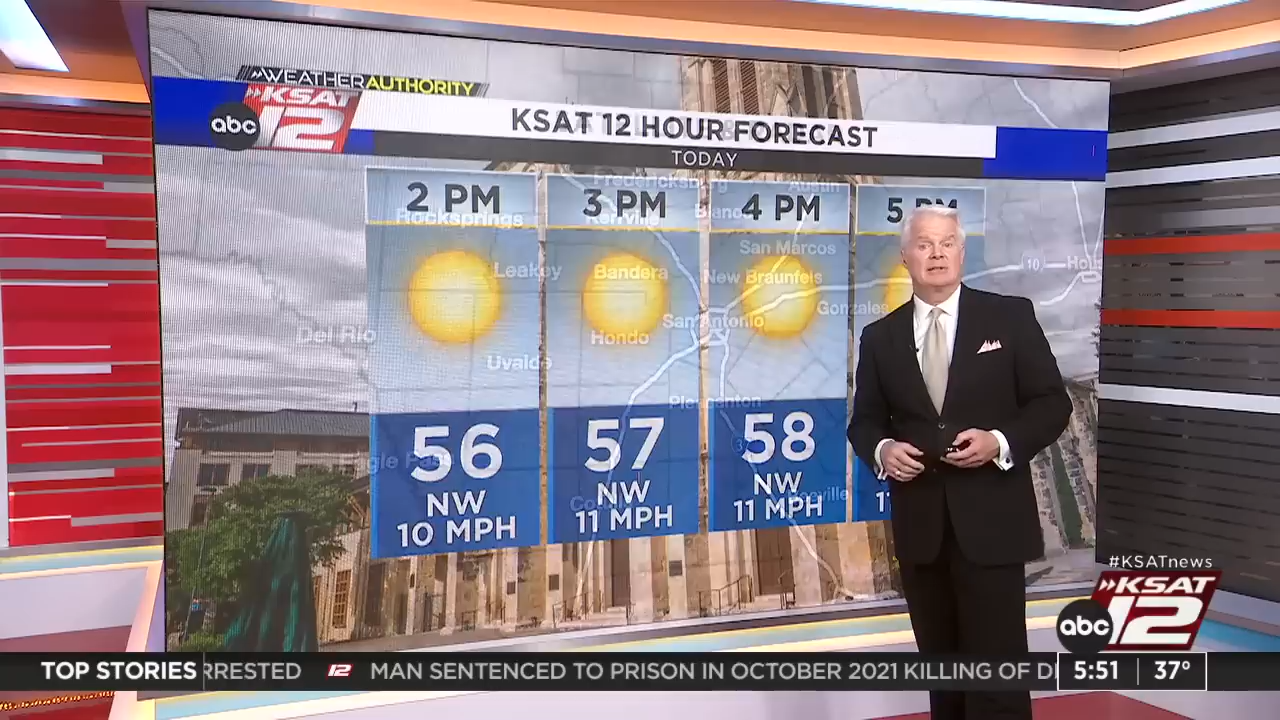 »WEATHERAUTHORITY
»KSAT
abc 12
KSAT 12 HOUR FORECAST
TODAY
2 PM
3 PM
4 PM
5 PM
Fredericksburg
Austin
Rocksprings
Kerrville
Blanco
San Marcos
Leakey
Bandera
New Braunfels
10
Gonzales
Del Rio
San Antonio
Hondo
Uvalde
Pleasanton
56
57
58
NW
NW
NW
10 MPH
11 MPH
11 MPH
#KSATnews
»KSAT
abc 12
TOP STORIES
RRESTED 12 MAN SENTENCED TO PRISON IN OCTOBER 2021 KILLING OF
5:51 37°